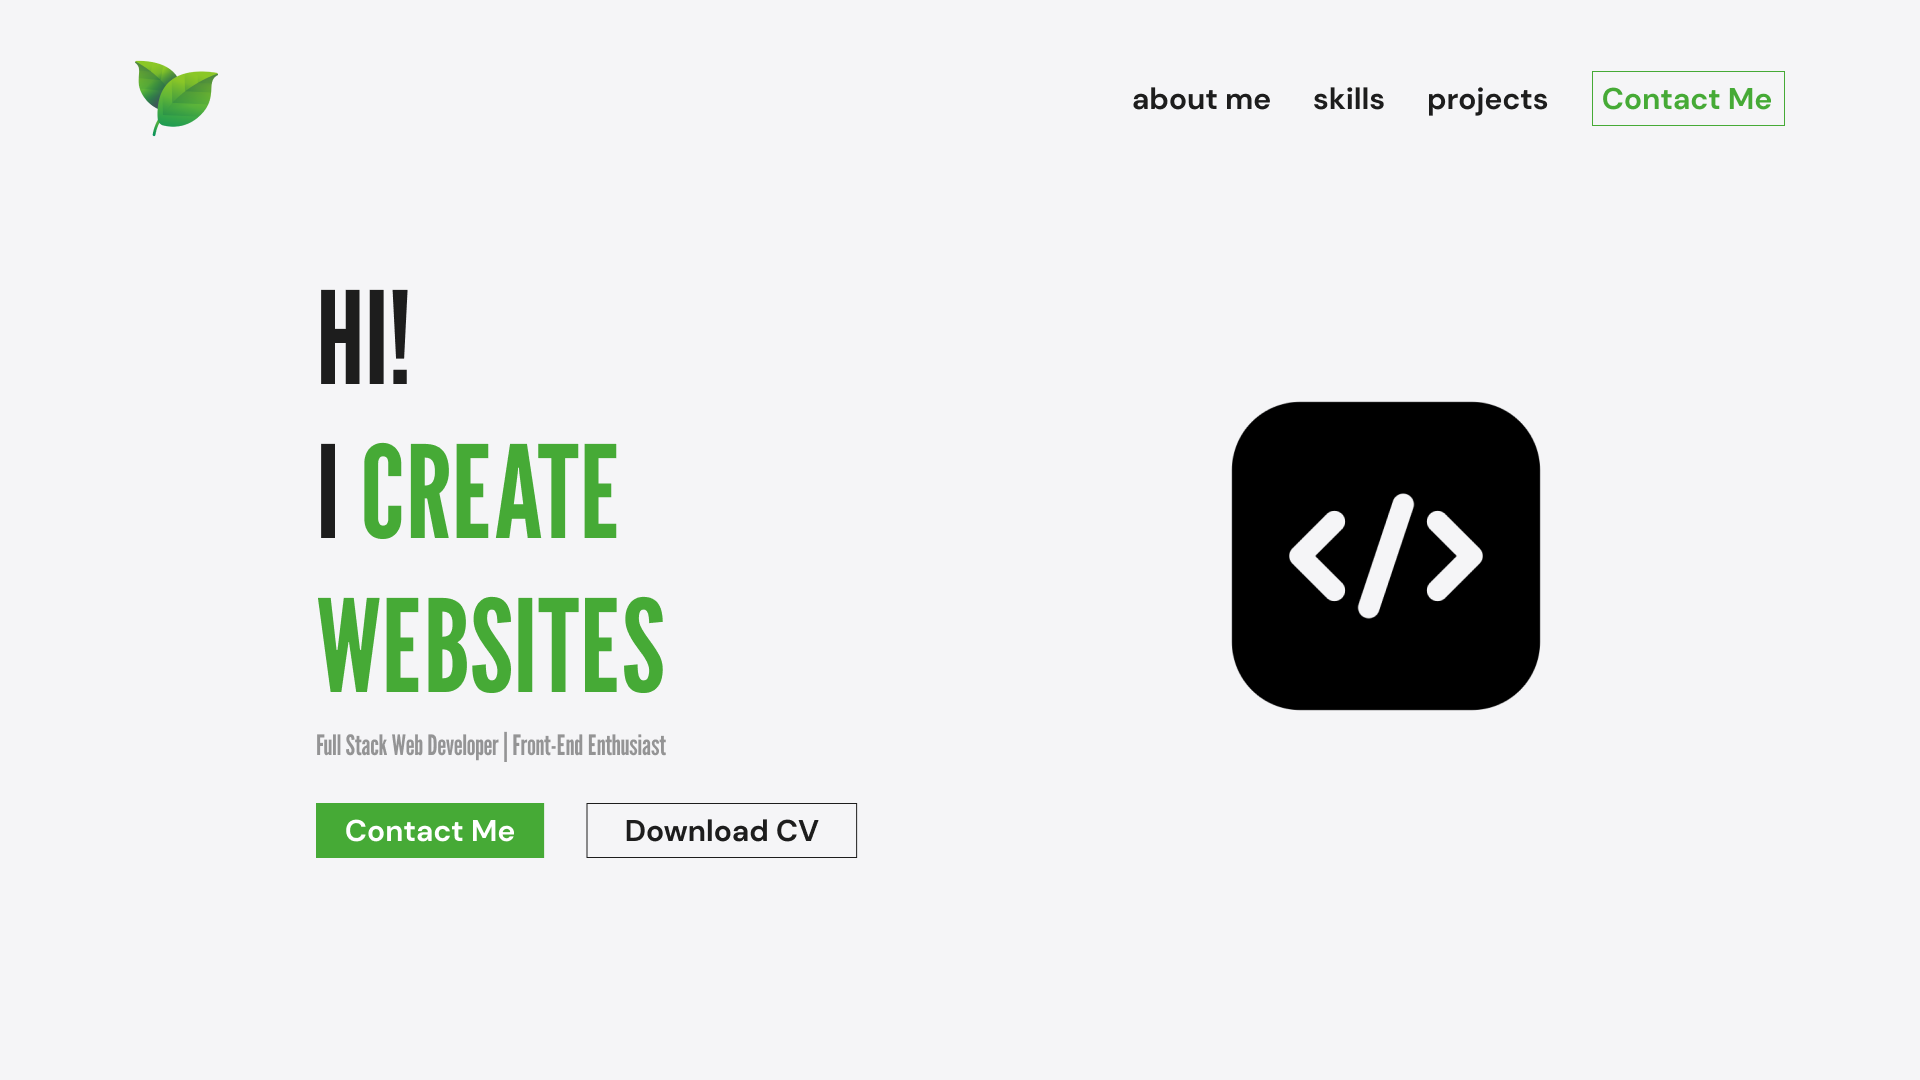 about me skills projects Contact Me
HI!
I CREATE
WEBSITES
</>
Full Stack Web Developer | Front-End Enthusiast
Contact Me Download CV